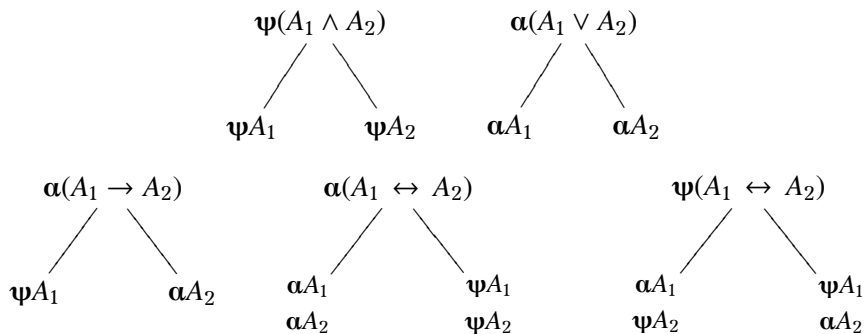 𝛙(A₁ ∧ A₂) 𝛂(A₁ ∨ A₂)
𝛙A₁ 𝛙A₂ 𝛂A₁ 𝛂A₂
𝛂(A₁ → A₂) 𝛂(A₁ ↔ A₂) 𝛙(A₁ ↔ A₂)
𝛂A₁ 𝛙A₁ 𝛂A₁ 𝛙A₁
𝛙A₁ 𝛂A₂ 𝛂A₂ 𝛙A₂ 𝛙A₂ 𝛂A₂